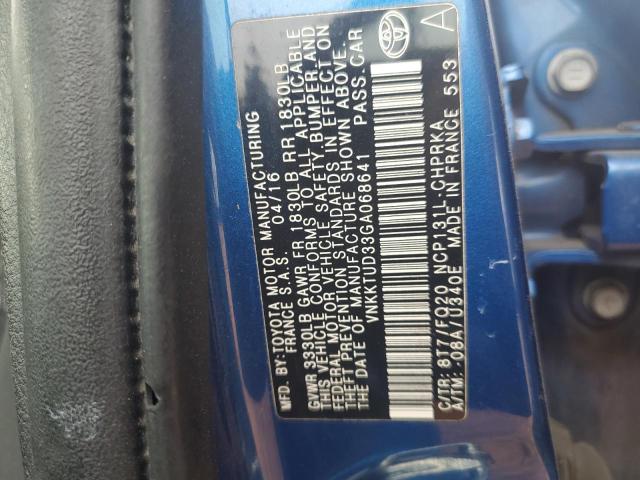 MFD. BY:TOYOTA MOTOR MANUFACTURING
FRANCE S.A.S. 04/16
GVWR 3330LB GAWR FR 1830LB RR 1830LB
THIS VEHICLE CONFORMS TO ALL APPLICABLE
FEDERAL MOTOR VEHICLE SAFETY, BUMPER, AND
THEFT PREVENTION STANDARDS IN EFFECT ON
THE DATE OF MANUFACTURE SHOWN ABOVE.
VNKKTUD33GA068641 PASS.CAR
C/TR: 8T7/FQ20 NCP131L-CHPRKA
A/TM: -08A/U340E MADE IN FRANCE 553
A